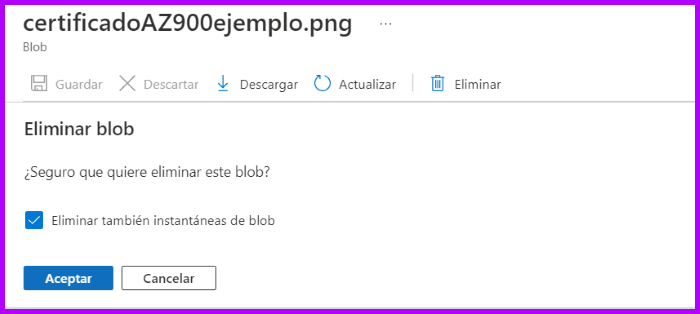 certificadoAZ900ejemplo.png ...
Blob
Guardar Descartar Descargar Actualizar Eliminar
Eliminar blob
¿Seguro que quiere eliminar este blob?
Eliminar también instantáneas de blob
Aceptar Cancelar